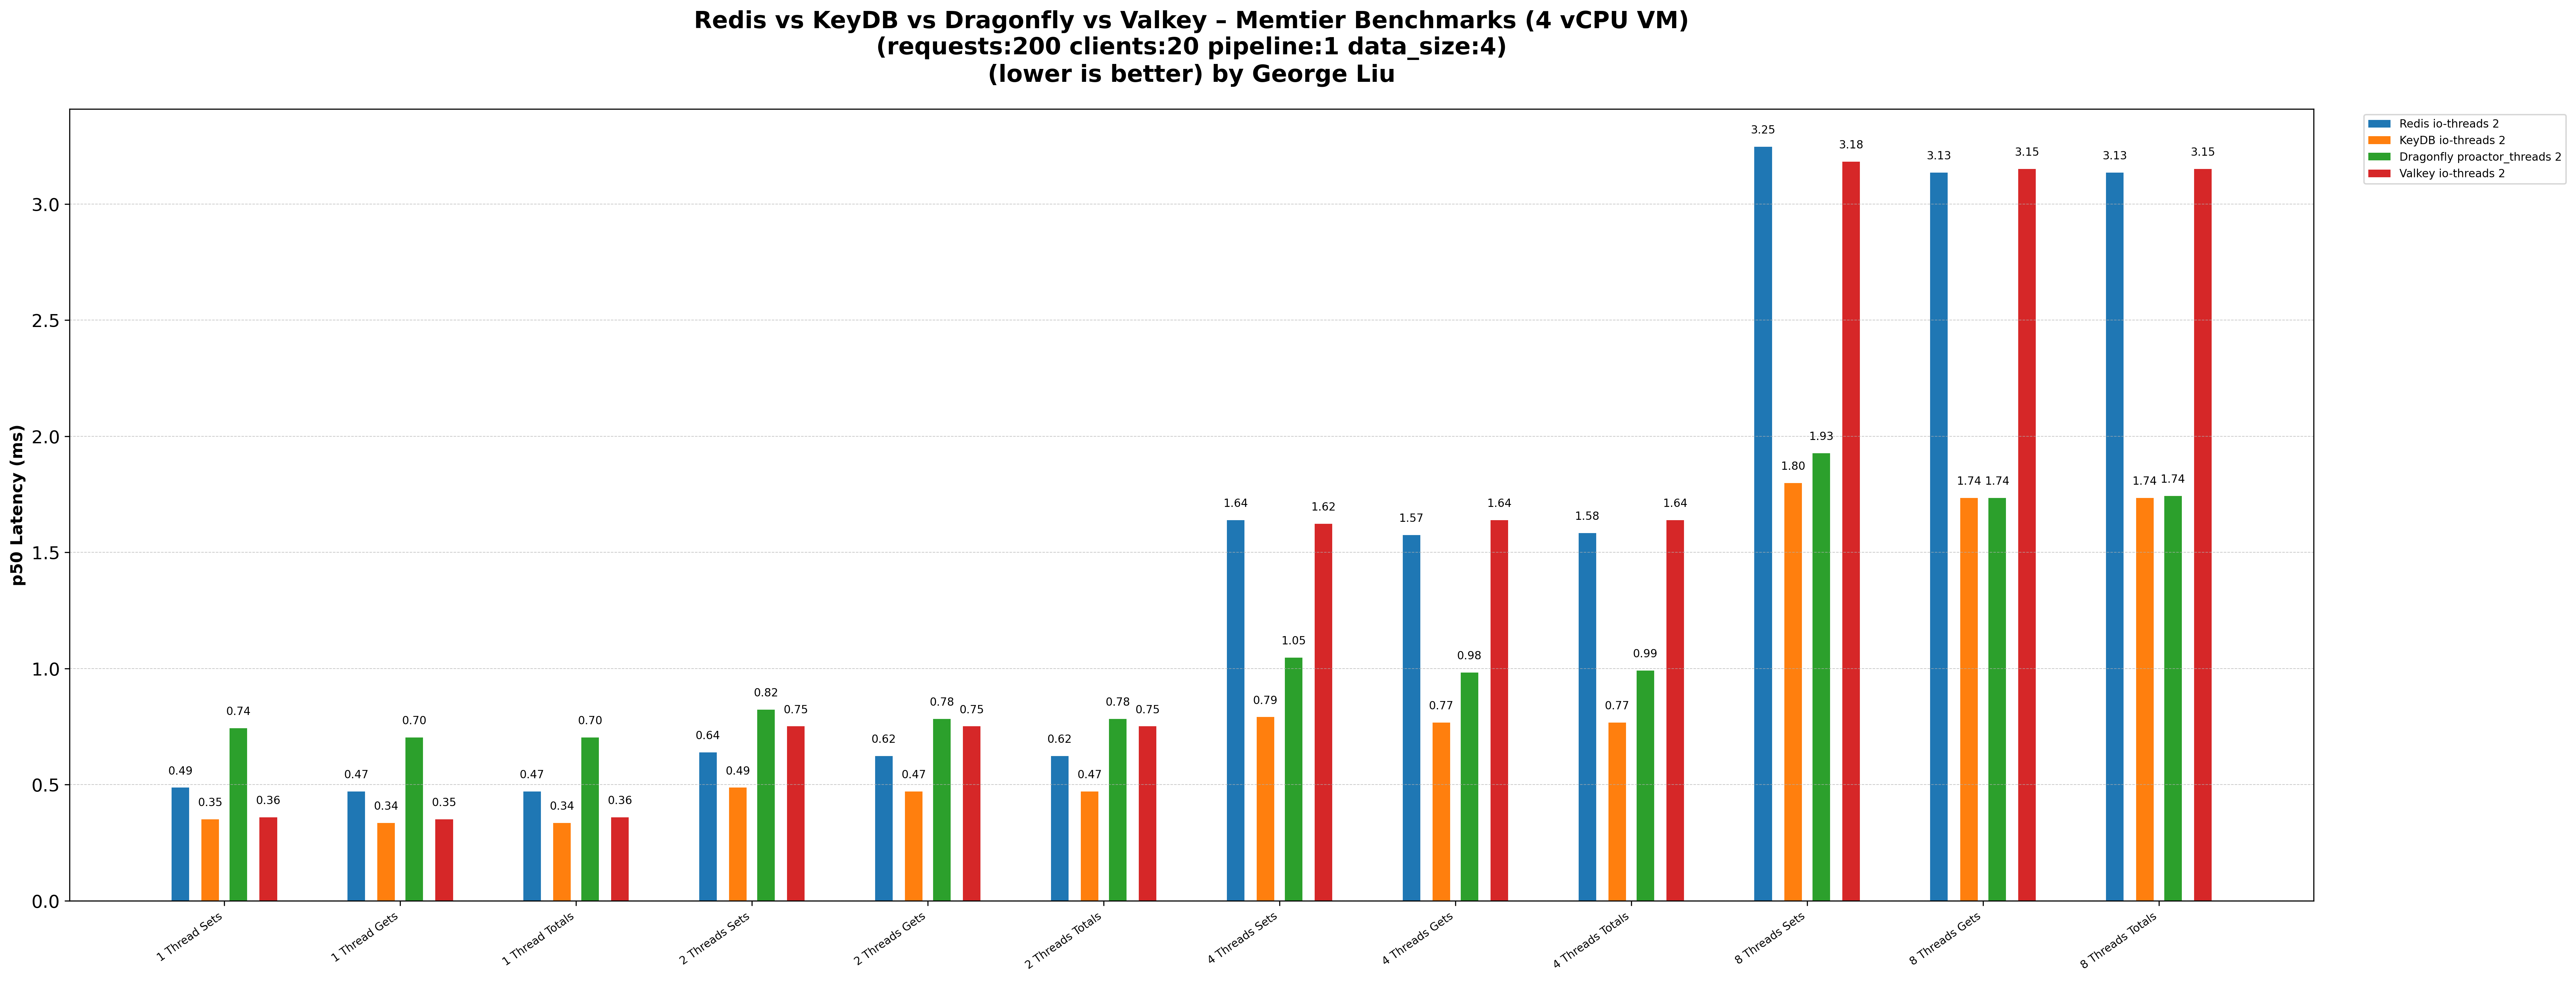 Redis vs KeyDB vs Dragonfly vs Valkey – Memtier Benchmarks (4 vCPU VM)
(requests:200 clients:20 pipeline:1 data_size:4)
(lower is better) by George Liu
Redis io-threads 2
KeyDB io-threads 2
Dragonfly proactor_threads 2
Valkey io-threads 2
p50 Latency (ms)
3.0
2.5
2.0
1.5
1.0
0.5
0.0
0.49
0.35
0.74
0.36
0.47
0.34
0.70
0.35
0.47
0.34
0.70
0.36
0.64
0.49
0.82
0.75
0.62
0.47
0.78
0.75
0.62
0.47
0.78
0.75
1.64
0.79
1.05
1.62
1.57
0.77
0.98
1.64
1.58
0.77
0.99
1.64
3.25
1.80
1.93
3.18
3.13
1.74
1.74
3.15
3.13
1.74
1.74
3.15
1 Thread Sets
1 Thread Gets
1 Thread Totals
2 Threads Sets
2 Threads Gets
2 Threads Totals
4 Threads Sets
4 Threads Gets
4 Threads Totals
8 Threads Sets
8 Threads Gets
8 Threads Totals